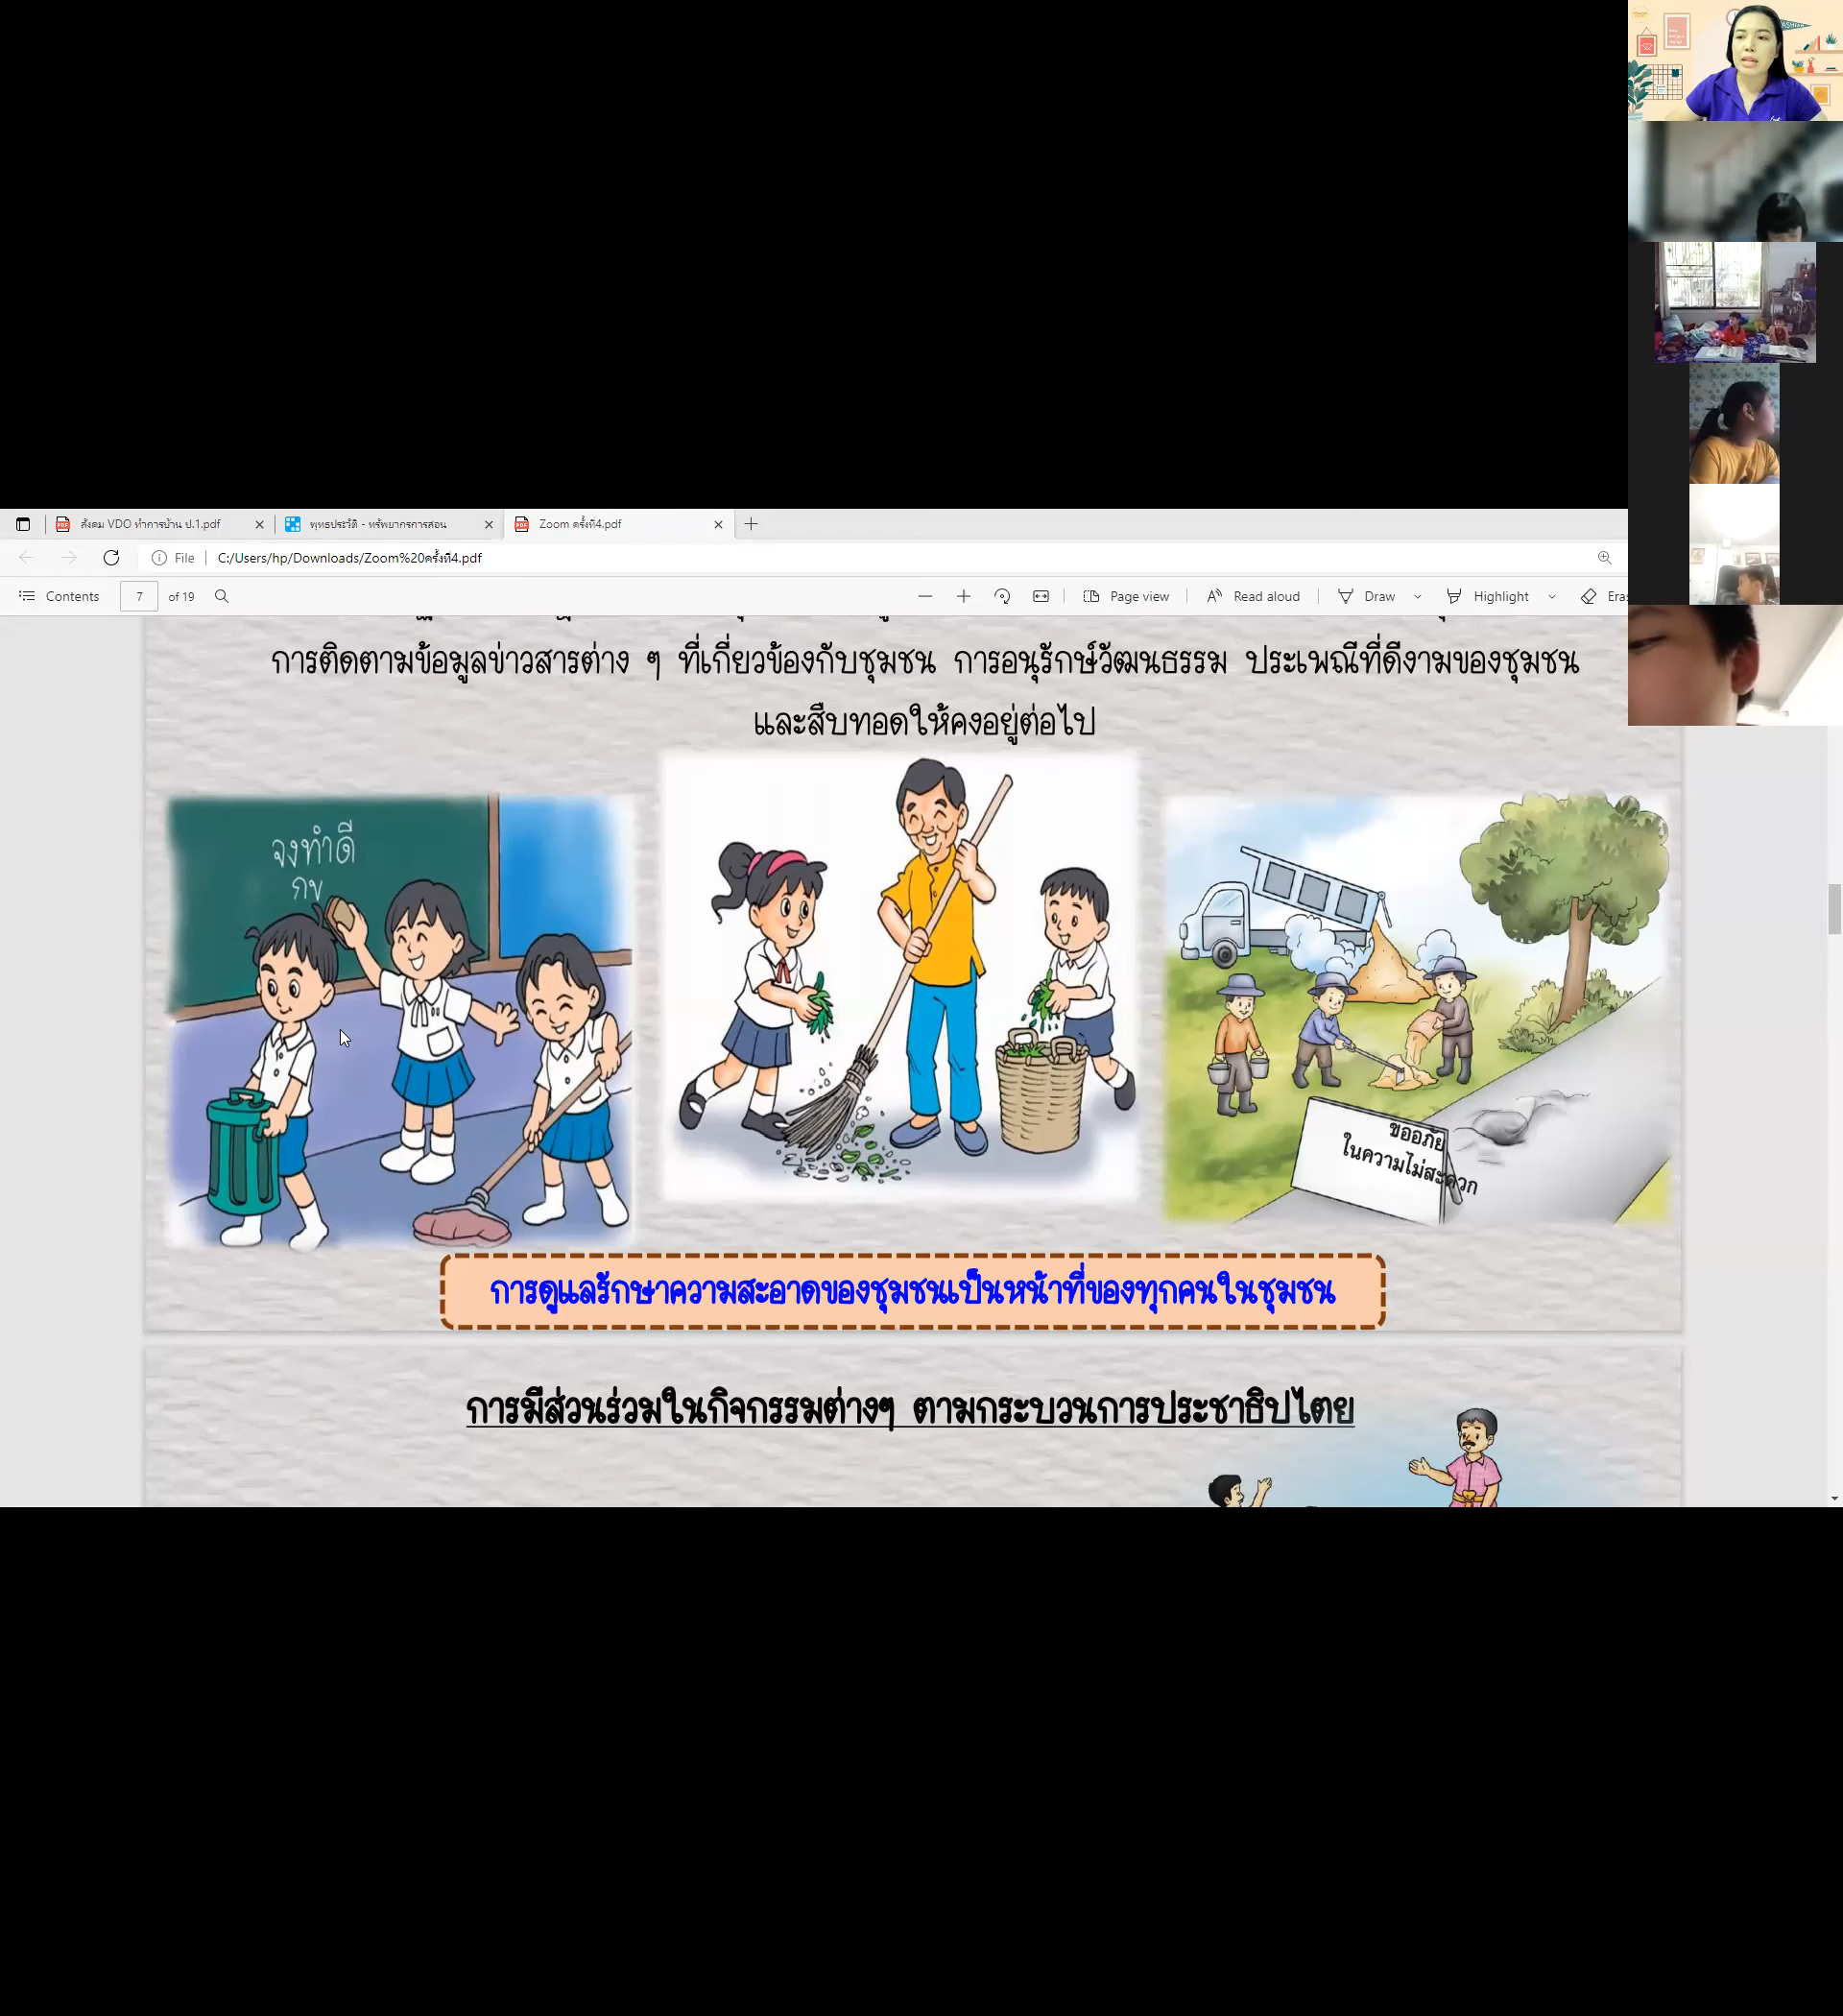 สังคม VDO ทำการบ้าน ป.1.pdf
พุทธประวัติ - ทรัพยากรการสอน
Zoom ครั้งที่4.pdf
File
C:/Users/hp/Downloads/Zoom%20ครั้งที่4.pdf
Contents
7
of 19
Page view
Read aloud
Draw
Highlight
Eras
การติดตามข้อมูลข่าวสารต่าง ๆ ที่เกี่ยวข้องกับชุมชน การอนุรักษ์วัฒนธรรม ประเพณีที่ดีงามของชุมชน
และสืบทอดให้คงอยู่ต่อไป
จงทำดี
กข
ขออภัย
ในความไม่สะดวก
การดูแลรักษาความสะอาดของชุมชนเป็นหน้าที่ของทุกคนในชุมชน
การมีส่วนร่วมในกิจกรรมต่างๆ ตามกระบวนการประชาธิปไตย